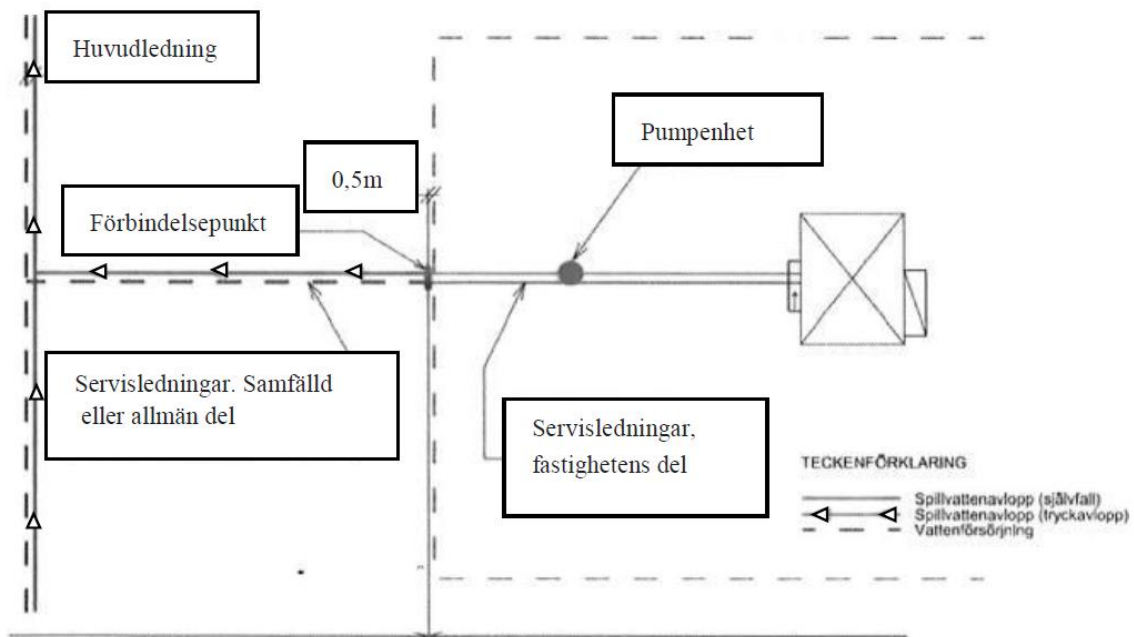 Huvudledning
Pumpenhet
0,5m
Förbindelsepunkt
Servisledningar. Samfälld
eller allmän del
Servisledningar,
fastighetens del
TECKENFÖRKLARING
Spillvattenavlopp (självfall)
Spillvattenavlopp (tryckavlopp)
Vattenförsörjning